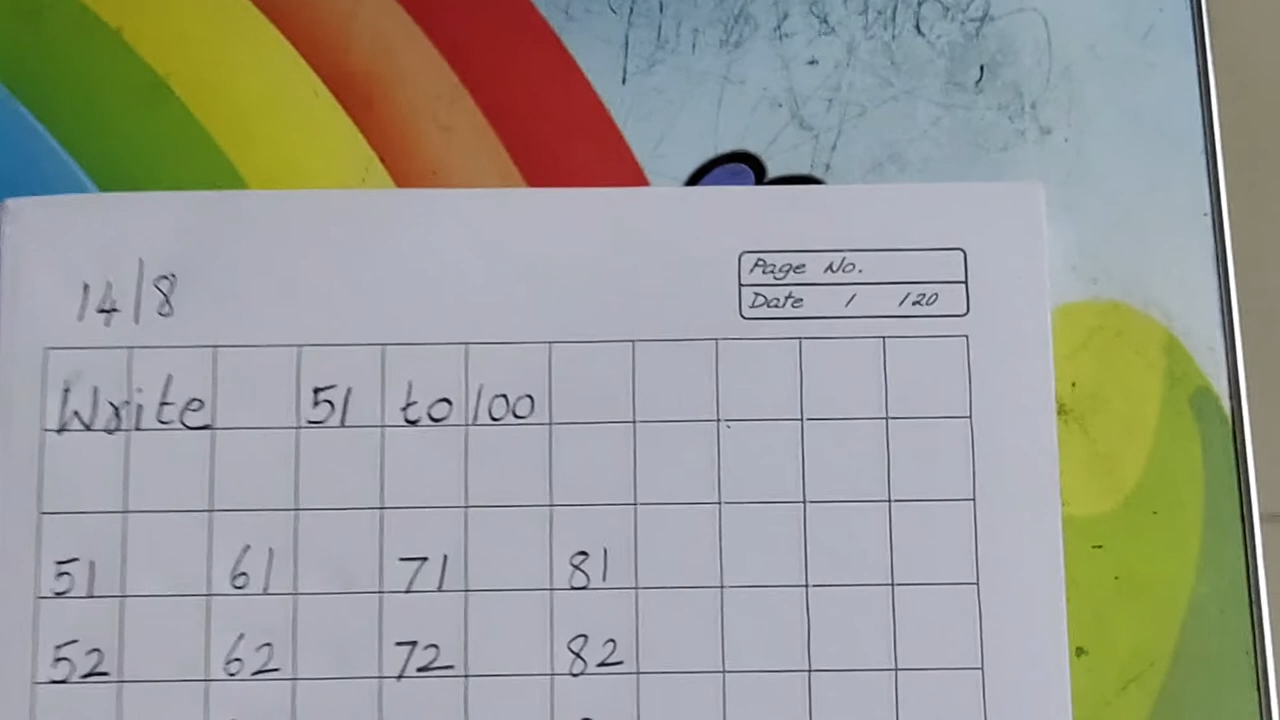 14/8
Page No.
Date / /20
Write 51 to 100
51 61 71 81
52 62 72 82